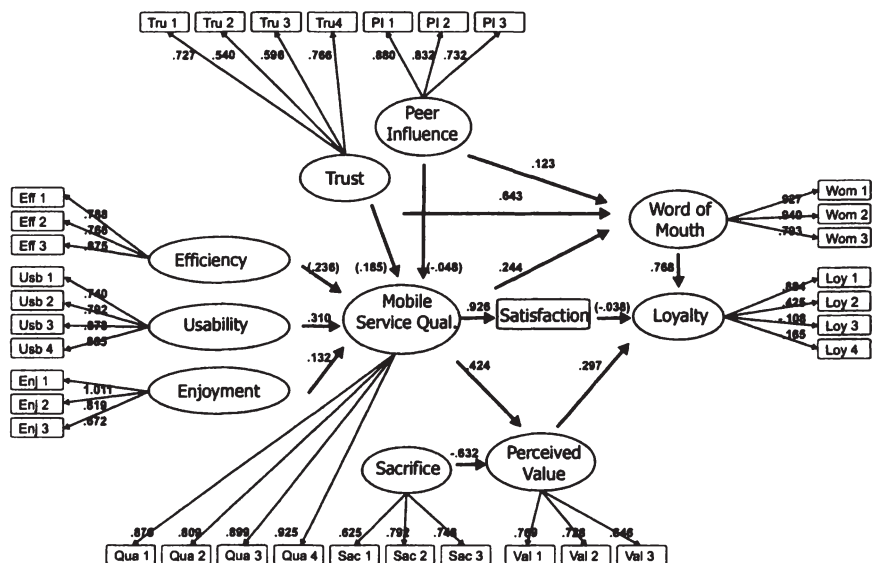 Tru 1 Tru 2 Tru 3 Tru4 PI 1 PI 2 PI 3
.727 .540 .596 .766 .880 .832 .732
Peer
Influence
Trust
.123
.643
Eff 1
Eff 2
Eff 3
.766
.875
Efficiency
(.236) (.165) (-.048) .244
Word of
Mouth
Wom 1
Wom 2
Wom 3
.768
Usb 1
Usb 2
Usb 3
Usb 4
.740
Usability
.310
Mobile
Service Qual.
.926
Satisfaction
(-.038)
Loyalty
Loy 1
Loy 2
Loy 3
Loy 4
.425
.165
Enj 1
Enj 2
Enj 3
1.011
.819
.672
Enjoyment
.132
.424
.297
Sacrifice
-.632
Perceived
Value
.809 .899 .925 .625 .792
Qua 1 Qua 2 Qua 3 Qua 4 Sac 1 Sac 2 Sac 3 Val 1 Val 2 Val 3